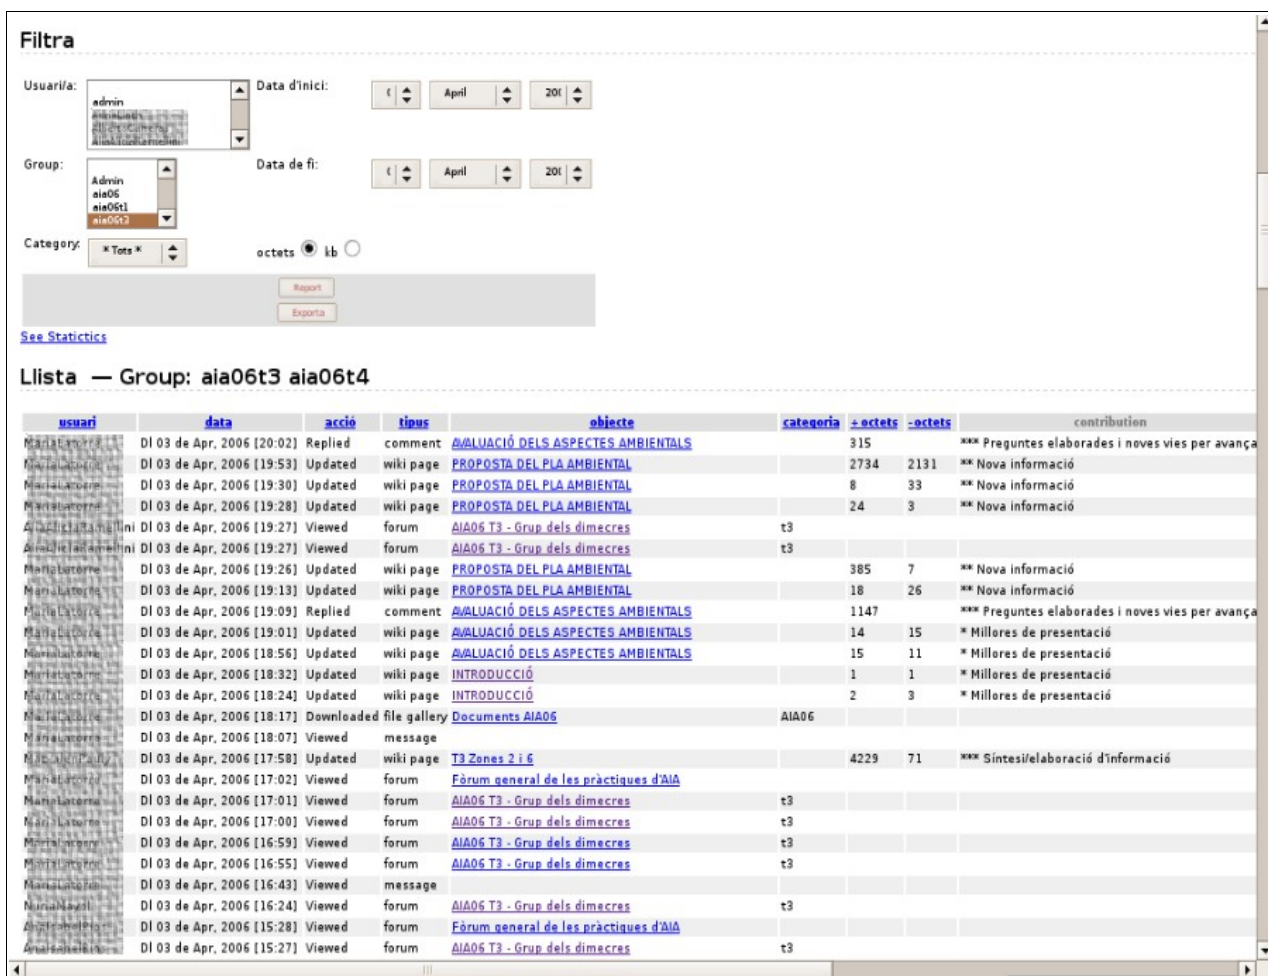 Filtra
Usuari/a: admin Data d'inici: April
Group: Admin aia06 aia06t1 aia06t3 Data de fi: April
Category: *Tots* octets kb
Report
Exporta
See Statictics
Llista — Group: aia06t3 aia06t4
usuari data acció tipus objecte categoria + octets -octets contribution
Dl 03 de Apr, 2006 [20:02] Replied comment AVALUACIÓ DELS ASPECTES AMBIENTALS 315 *** Preguntes elaborades i noves vies per avança
Dl 03 de Apr, 2006 [19:53] Updated wiki page PROPOSTA DEL PLA AMBIENTAL 2734 2131 ** Nova informació
Dl 03 de Apr, 2006 [19:30] Updated wiki page PROPOSTA DEL PLA AMBIENTAL 8 33 ** Nova informació
Dl 03 de Apr, 2006 [19:28] Updated wiki page PROPOSTA DEL PLA AMBIENTAL 24 3 ** Nova informació
Dl 03 de Apr, 2006 [19:27] Viewed forum AIA06 T3 - Grup dels dimecres t3
Dl 03 de Apr, 2006 [19:27] Viewed forum AIA06 T3 - Grup dels dimecres t3
Dl 03 de Apr, 2006 [19:26] Updated wiki page PROPOSTA DEL PLA AMBIENTAL 385 7 ** Nova informació
Dl 03 de Apr, 2006 [19:13] Updated wiki page PROPOSTA DEL PLA AMBIENTAL 18 26 ** Nova informació
Dl 03 de Apr, 2006 [19:09] Replied comment AVALUACIÓ DELS ASPECTES AMBIENTALS 1147 *** Preguntes elaborades i noves vies per avança
Dl 03 de Apr, 2006 [19:01] Updated wiki page AVALUACIÓ DELS ASPECTES AMBIENTALS 14 15 * Millores de presentació
Dl 03 de Apr, 2006 [18:56] Updated wiki page AVALUACIÓ DELS ASPECTES AMBIENTALS 15 11 * Millores de presentació
Dl 03 de Apr, 2006 [18:32] Updated wiki page INTRODUCCIÓ 1 1 * Millores de presentació
Dl 03 de Apr, 2006 [18:24] Updated wiki page INTRODUCCIÓ 2 3 * Millores de presentació
Dl 03 de Apr, 2006 [18:17] Downloaded file gallery Documents AIA06 AIA06
Dl 03 de Apr, 2006 [18:07] Viewed message
Dl 03 de Apr, 2006 [17:58] Updated wiki page T3 Zones 2 i 6 4229 71 *** Síntesi/elaboració d'informació
Dl 03 de Apr, 2006 [17:02] Viewed forum Fòrum general de les pràctiques d'AIA
Dl 03 de Apr, 2006 [17:01] Viewed forum AIA06 T3 - Grup dels dimecres t3
Dl 03 de Apr, 2006 [17:00] Viewed forum AIA06 T3 - Grup dels dimecres t3
Dl 03 de Apr, 2006 [16:59] Viewed forum AIA06 T3 - Grup dels dimecres t3
Dl 03 de Apr, 2006 [16:55] Viewed forum AIA06 T3 - Grup dels dimecres t3
Dl 03 de Apr, 2006 [16:43] Viewed message
Dl 03 de Apr, 2006 [16:24] Viewed forum AIA06 T3 - Grup dels dimecres t3
Dl 03 de Apr, 2006 [15:28] Viewed forum Fòrum general de les pràctiques d'AIA
Dl 03 de Apr, 2006 [15:27] Viewed forum AIA06 T3 - Grup dels dimecres t3